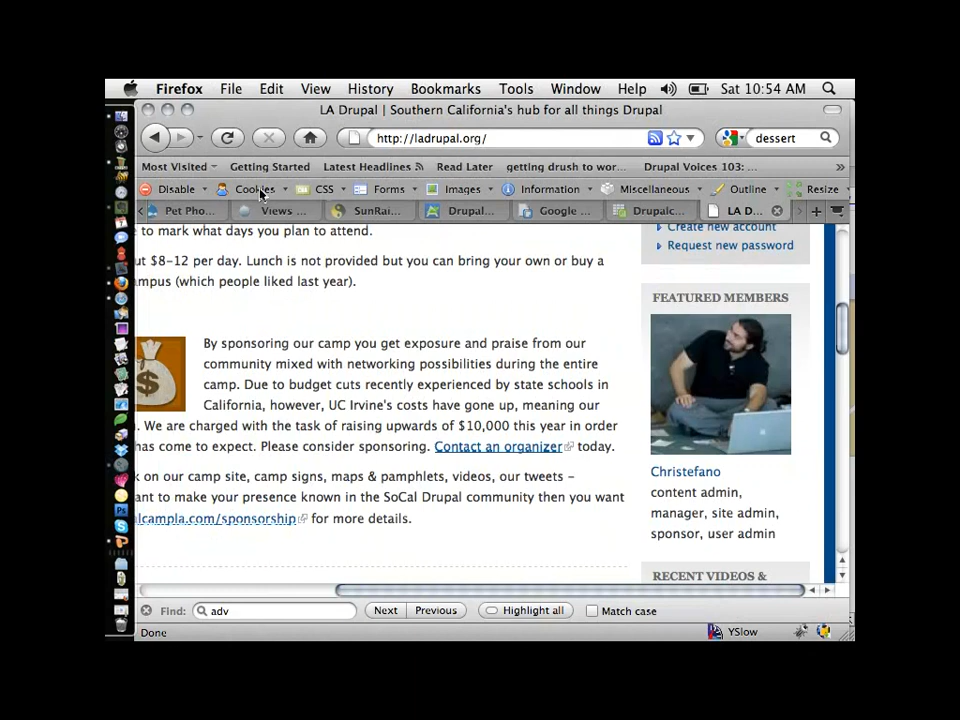 Firefox File Edit View History Bookmarks Tools Window Help Sat 10:54 AM
LA Drupal | Southern California's hub for all things Drupal
http://ladrupal.org/ dessert
Most Visited Getting Started Latest Headlines Read Later getting drush to wor... Drupal Voices 103:... »
Disable Cookies CSS Forms Images Information Miscellaneous Outline Resize
Pet Pho... Views ... SunRai... Drupal... Google ... Drupalc... LA D...
e to mark what days you plan to attend.
ut $8–12 per day. Lunch is not provided but you can bring your own or buy a
ampus (which people liked last year).
By sponsoring our camp you get exposure and praise from our
community mixed with networking possibilities during the entire
camp. Due to budget cuts recently experienced by state schools in
California, however, UC Irvine's costs have gone up, meaning our
. We are charged with the task of raising upwards of $10,000 this year in order
has come to expect. Please consider sponsoring. Contact an organizer today.
k on our camp site, camp signs, maps & pamphlets, videos, our tweets –
ant to make your presence known in the SoCal Drupal community then you want
lcampla.com/sponsorship for more details.
Create new account
Request new password
FEATURED MEMBERS
Christefano
content admin,
manager, site admin,
sponsor, user admin
RECENT VIDEOS &
Find: adv Next Previous Highlight all Match case
Done YSlow